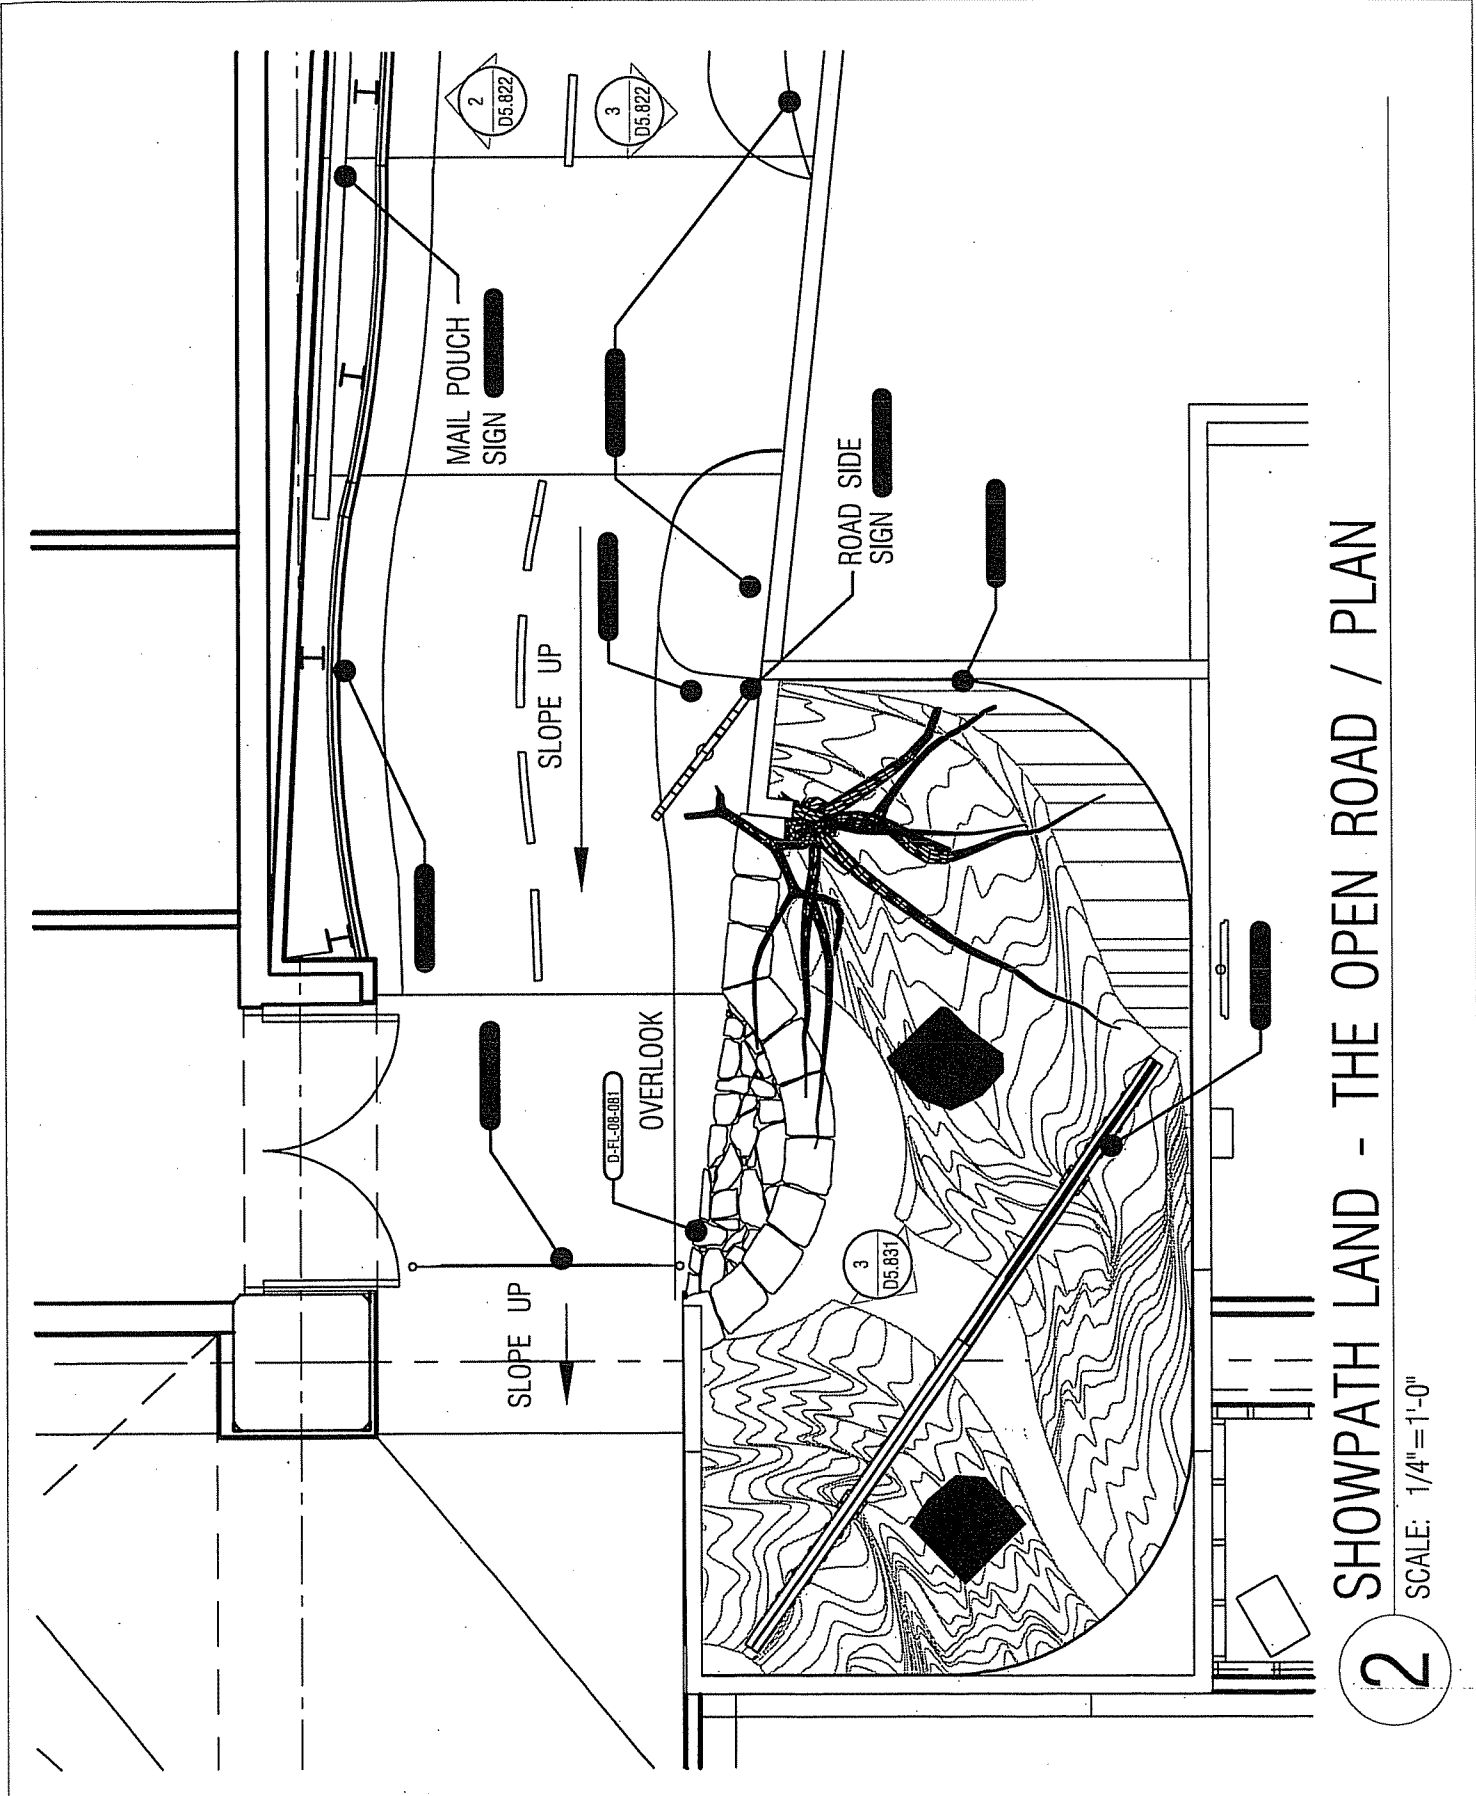 2
D5.822
3
D5.822
MAIL POUCH
SIGN
ROAD SIDE
SIGN
SLOPE UP
OVERLOOK
D-FL-08-081
SLOPE UP
3
D5.831
2
SHOWPATH LAND - THE OPEN ROAD / PLAN
SCALE: 1/4"= 1'-0"